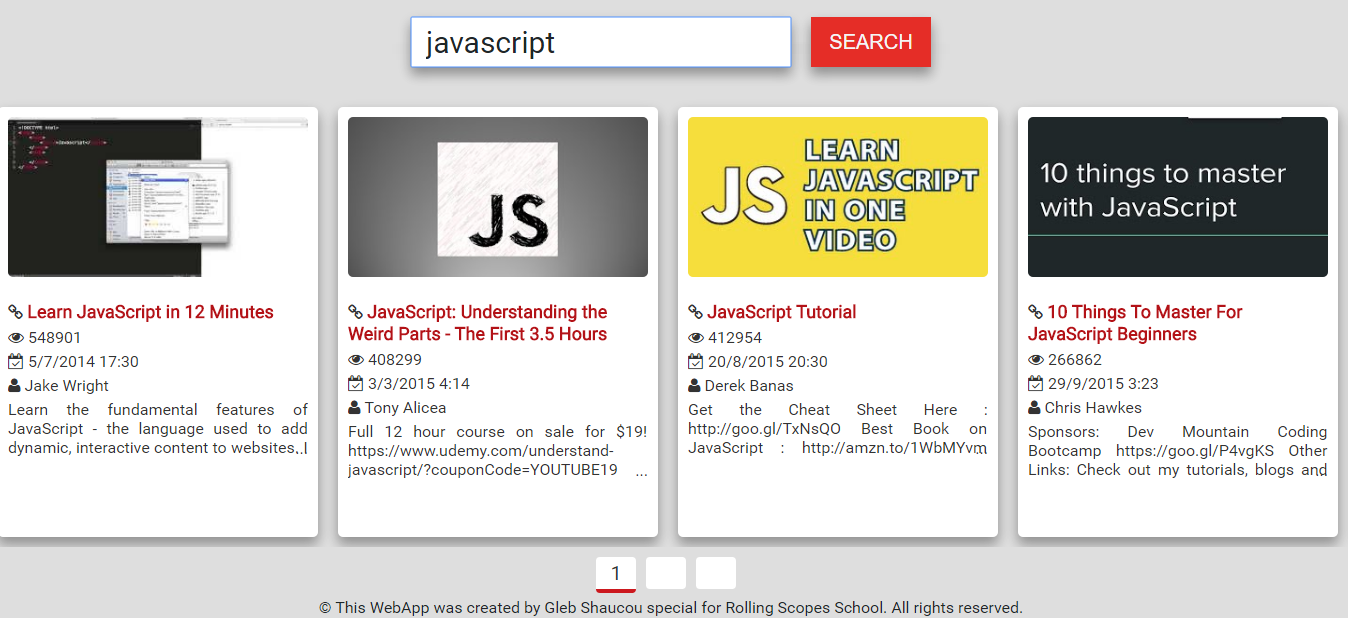 javascript
SEARCH
<!DOCTYPE html>
JS
JS
LEARN
JAVASCRIPT
IN ONE
VIDEO
10 things to master
with JavaScript
Learn JavaScript in 12 Minutes
548901
5/7/2014 17:30
Jake Wright
Learn the fundamental features of
JavaScript - the language used to add
dynamic, interactive content to websites..
JavaScript: Understanding the
Weird Parts - The First 3.5 Hours
408299
3/3/2015 4:14
Tony Alicea
Full 12 hour course on sale for $19!
https://www.udemy.com/understand-
javascript/?couponCode=YOUTUBE19 ...
JavaScript Tutorial
412954
20/8/2015 20:30
Derek Banas
Get the Cheat Sheet Here :
http://goo.gl/TxNsQO Best Book on
JavaScript : http://amzn.to/1WbMYvm
10 Things To Master For
JavaScript Beginners
266862
29/9/2015 3:23
Chris Hawkes
Sponsors: Dev Mountain Coding
Bootcamp https://goo.gl/P4vgKS Other
Links: Check out my tutorials, blogs and
1
© This WebApp was created by Gleb Shaucou special for Rolling Scopes School. All rights reserved.